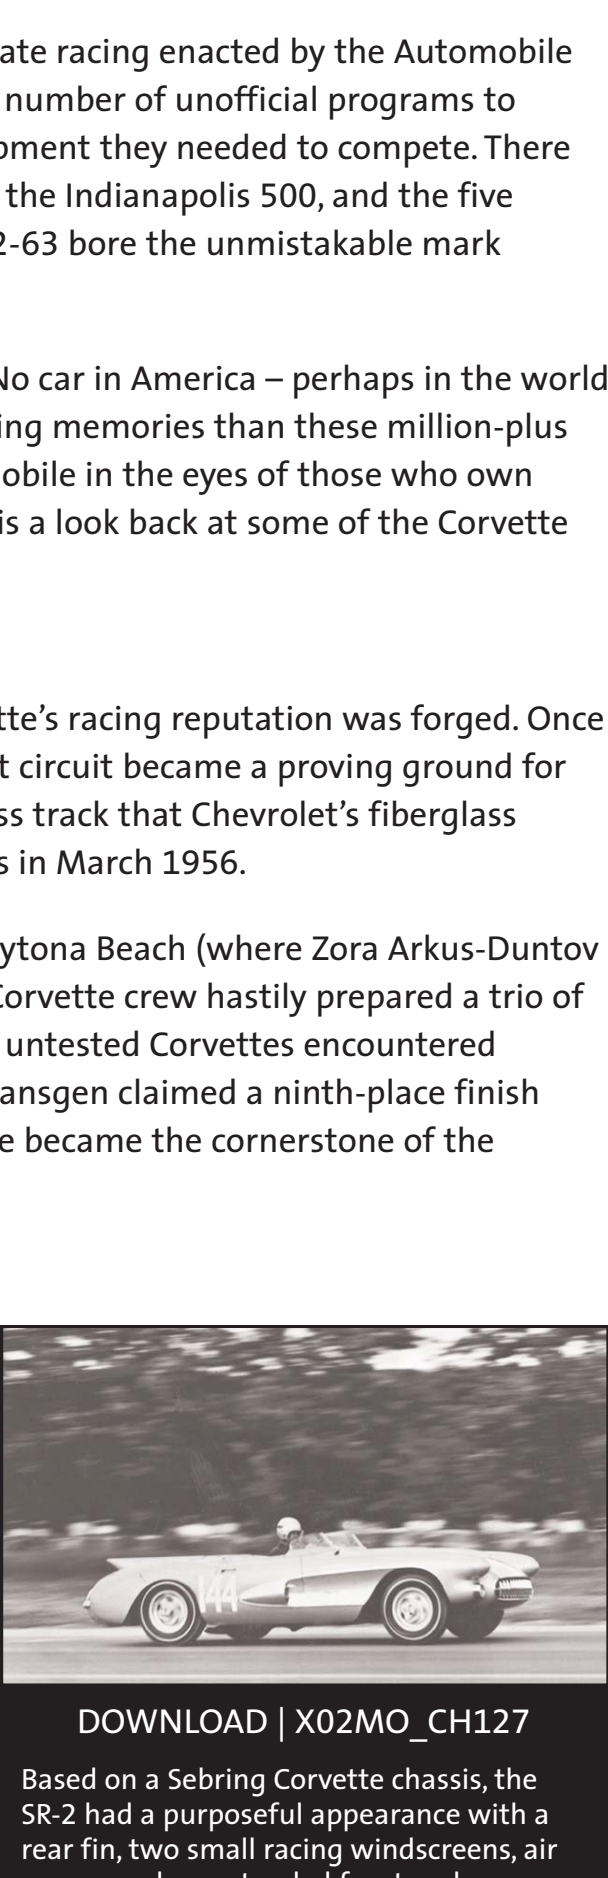 ate racing enacted by the Automobile
number of unofficial programs to
pment they needed to compete. There
the Indianapolis 500, and the five
2-63 bore the unmistakable mark
No car in America – perhaps in the world
ing memories than these million-plus
obile in the eyes of those who own
is a look back at some of the Corvette
tte’s racing reputation was forged. Once
t circuit became a proving ground for
ss track that Chevrolet’s fiberglass
s in March 1956.
ytona Beach (where Zora Arkus-Duntov
Corvette crew hastily prepared a trio of
untested Corvettes encountered
ansgen claimed a ninth-place finish
e became the cornerstone of the
144
DOWNLOAD | X02MO_CH127
Based on a Sebring Corvette chassis, the
SR-2 had a purposeful appearance with a
rear fin, two small racing windscreens, air